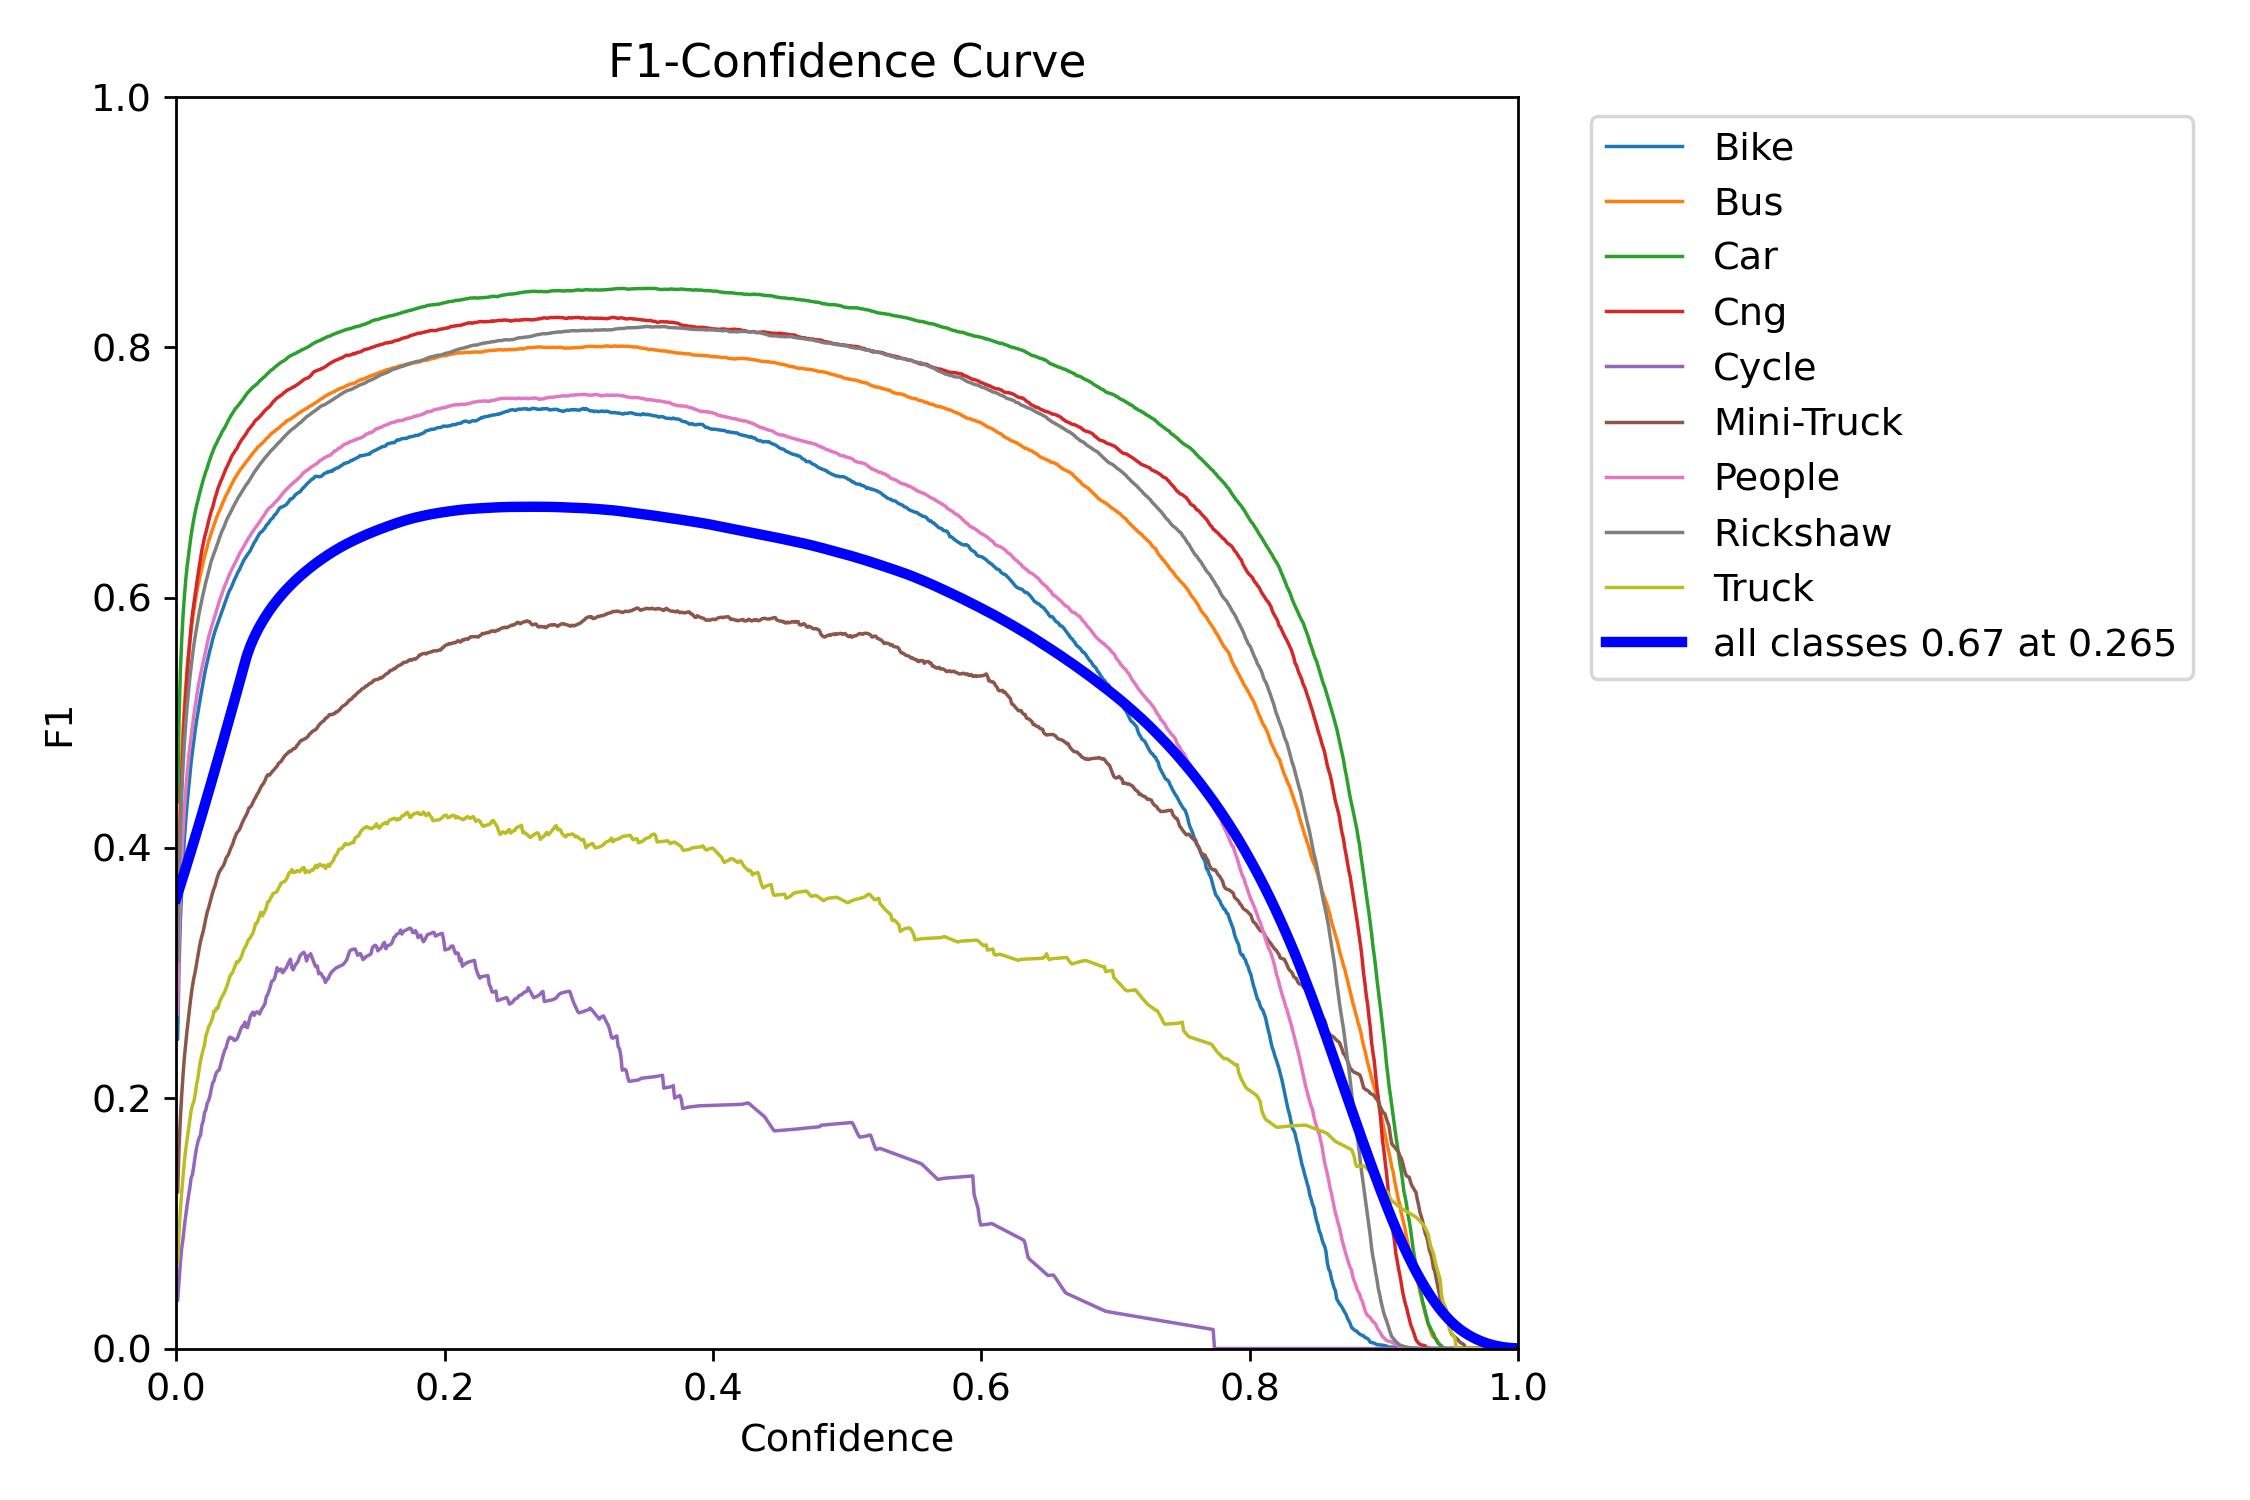 F1-Confidence Curve
1.0
0.8
0.6
0.4
0.2
0.0
F1
0.0 0.2 0.4 0.6 0.8 1.0
Confidence
Bike
Bus
Car
Cng
Cycle
Mini-Truck
People
Rickshaw
Truck
all classes 0.67 at 0.265